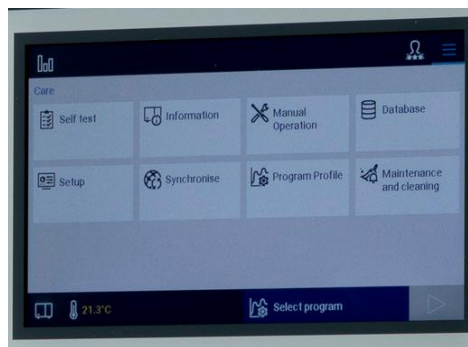 Care
Self test
Information
Manual
Operation
Database
Setup
Synchronise
Program Profile
Maintenance
and cleaning
21.3°C
Select program